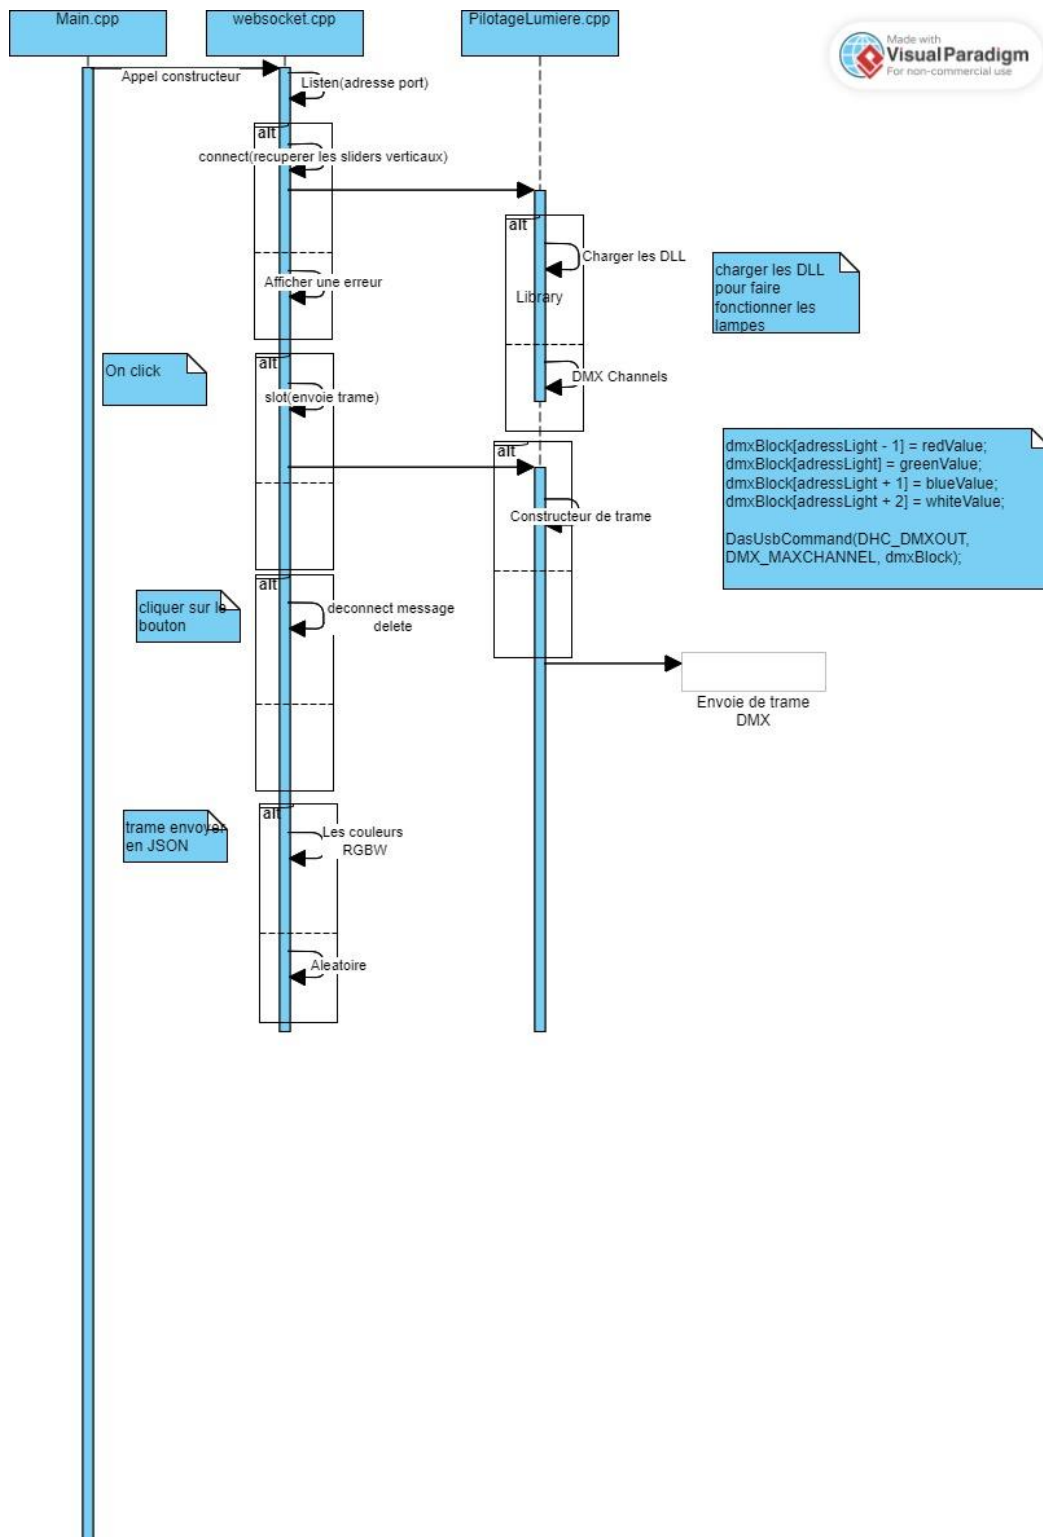 Main.cpp
websocket.cpp
PilotageLumiere.cpp
Made with
Visual Paradigm
For non-commercial use
Appel constructeur
Listen(adresse port)
alt
connect(recuperer les sliders verticaux)
alt
Charger les DLL
charger les DLL
pour faire
fonctionner les
lampes
Afficher une erreur
Library
On click
alt
DMX Channels
slot(envoie trame)
alt
dmxBlock[adressLight - 1] = redValue;
dmxBlock[adressLight] = greenValue;
dmxBlock[adressLight + 1] = blueValue;
dmxBlock[adressLight + 2] = whiteValue;
DasUsbCommand(DHC_DMXOUT,
DMX_MAXCHANNEL, dmxBlock);
Constructeur de trame
alt
cliquer sur le
bouton
deconnect message
delete
Envoie de trame
DMX
alt
trame envoyer
en JSON
Les couleurs
RGBW
Aleatoire